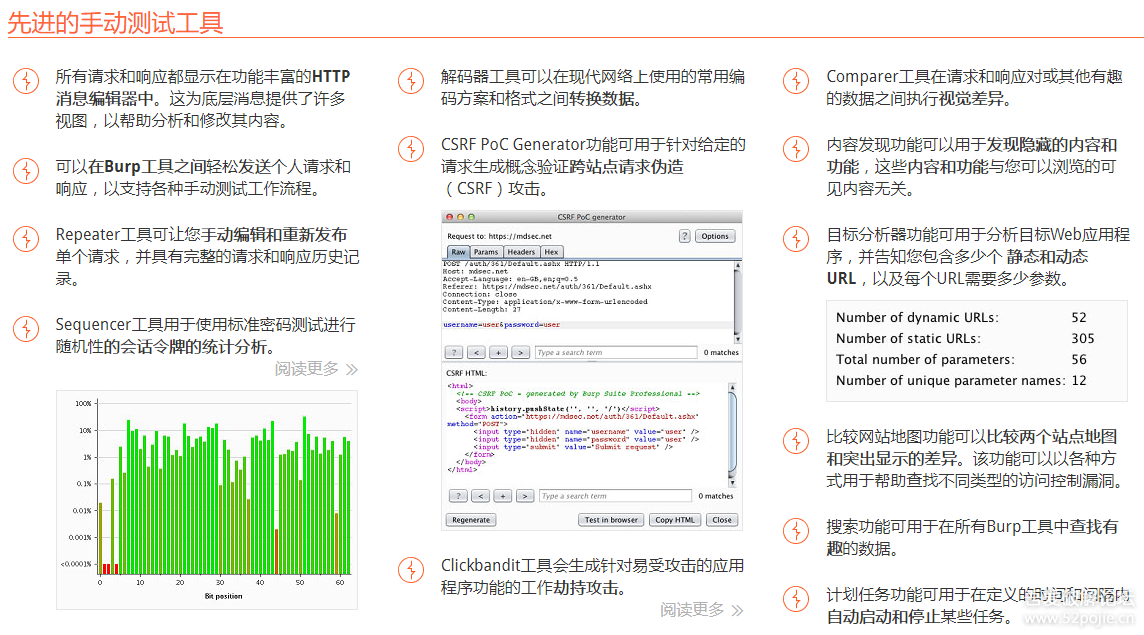 先进的手动测试工具
所有请求和响应都显示在功能丰富的HTTP
消息编辑器中。这为底层消息提供了许多
视图，以帮助分析和修改其内容。
可以在Burp工具之间轻松发送个人请求和
响应，以支持各种手动测试工作流程。
Repeater工具可让您手动编辑和重新发布
单个请求，并具有完整的请求和响应历史记
录。
Sequencer工具用于使用标准密码测试进行
随机性的会话令牌的统计分析。
阅读更多 »
100%
10%
1%
0.1%
0.01%
0.001%
<0.0001%
0 10 20 30 40 50 60
Bit position
解码器工具可以在现代网络上使用的常用编
码方案和格式之间转换数据。
CSRF PoC Generator功能可用于针对给定的
请求生成概念验证跨站点请求伪造
（CSRF）攻击。
CSRF PoC generator
Request to: https://mdsec.net ? Options
Raw Params Headers Hex
POST /auth/361/Default.ashx HTTP/1.1
Host: mdsec.net
Accept-Language: en-GB,en;q=0.5
Referer: https://mdsec.net/auth/361/Default.ashx
Connection: close
Content-Type: application/x-www-form-urlencoded
Content-Length: 27
username=user&password=user
? < + > Type a search term 0 matches
CSRF HTML:
<html>
<!-- CSRF PoC - generated by Burp Suite Professional -->
<body>
<script>history.pushState('', '', '/')</script>
<form action="https://mdsec.net/auth/361/Default.ashx"
method="POST">
<input type="hidden" name="username" value="user" />
<input type="hidden" name="password" value="user" />
<input type="submit" value="Submit request" />
</form>
</body>
</html>
? < + > Type a search term 0 matches
Regenerate Test in browser Copy HTML Close
Clickbandit工具会生成针对易受攻击的应用
程序功能的工作劫持攻击。
阅读更多 »
Comparer工具在请求和响应对或其他有趣
的数据之间执行视觉差异。
内容发现功能可以用于发现隐藏的内容和
功能，这些内容和功能与您可以浏览的可
见内容无关。
目标分析器功能可用于分析目标Web应用程
序，并告知您包含多少个 静态和动态
URL，以及每个URL需要多少参数。
Number of dynamic URLs: 52
Number of static URLs: 305
Total number of parameters: 56
Number of unique parameter names: 12
比较网站地图功能可以比较两个站点地图
和突出显示的差异。该功能可以以各种方
式用于帮助查找不同类型的访问控制漏洞。
搜索功能可用于在所有Burp工具中查找有
趣的数据。
计划任务功能可用于在定义的时间和间隔内
自动启动和停止某些任务。
吾爱破解论坛
www.52pojie.cn